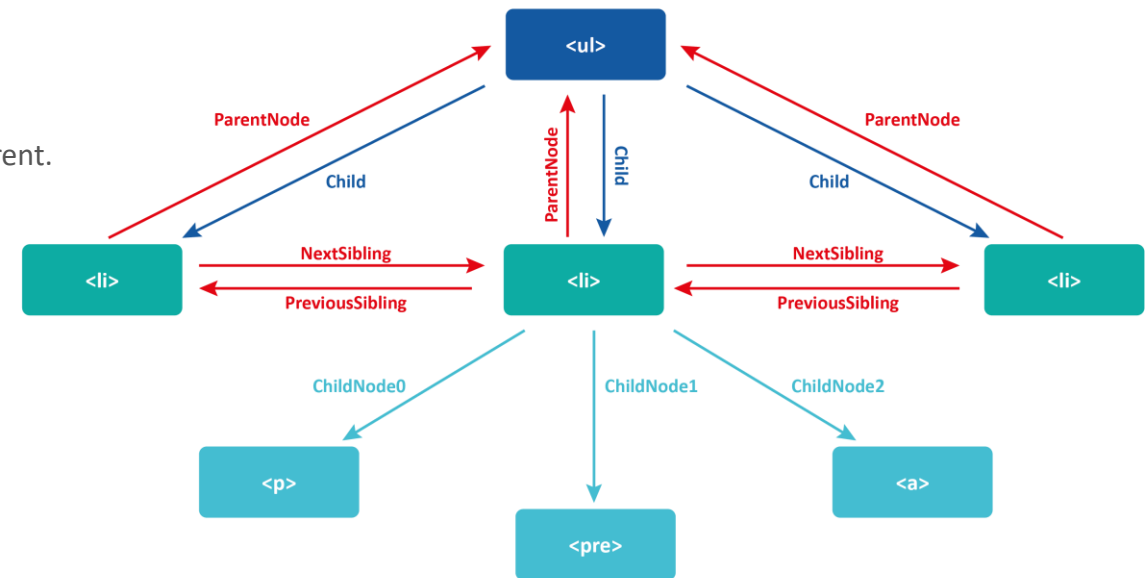 <ul>
ParentNode
ParentNode
rent.
ParentNode
Child
Child
Child
NextSibling
NextSibling
<li>
<li>
<li>
PreviousSibling
PreviousSibling
ChildNode0
ChildNode1
ChildNode2
<p>
<a>
<pre>